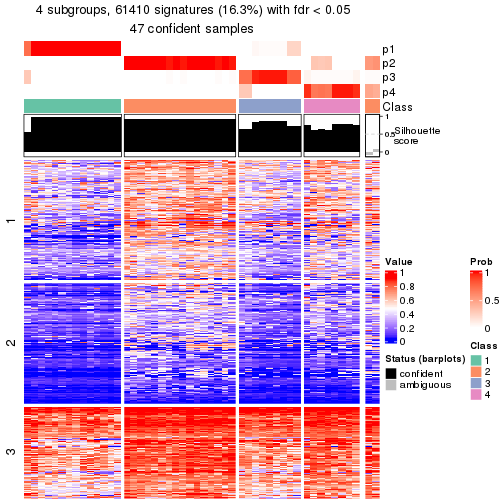 4 subgroups, 61410 signatures (16.3%) with fdr < 0.05
47 confident samples
p1
p2
p3
p4
Class
1
0.5
0
Silhouette
score
1
2
3
Value
1
0.8
0.6
0.4
0.2
0
Status (barplots)
confident
ambiguous
Prob
1
0.5
0
Class
1
2
3
4